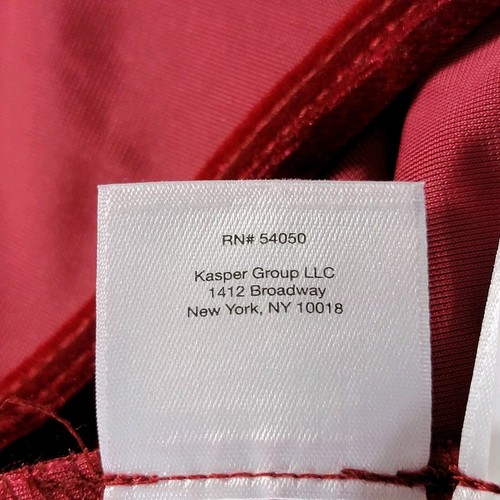 RN# 54050
Kasper Group LLC
1412 Broadway
New York, NY 10018